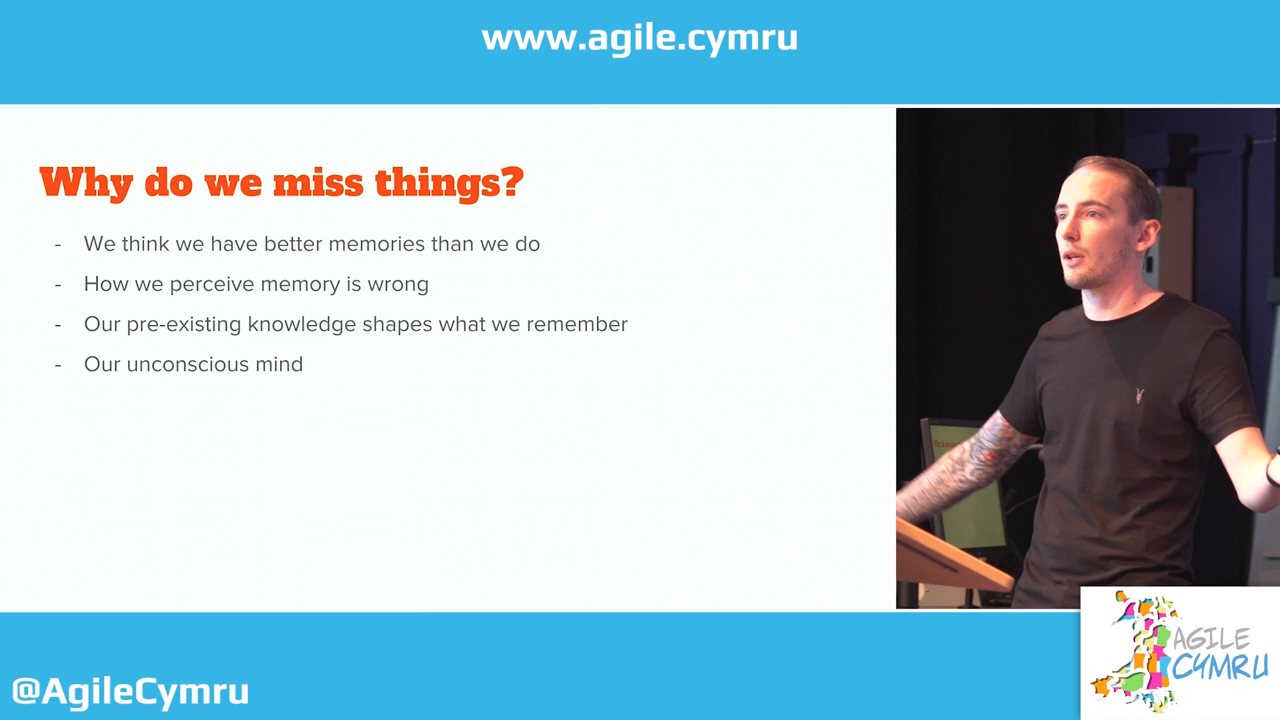 www.agile.cymru
Why do we miss things?
- We think we have better memories than we do
- How we perceive memory is wrong
- Our pre-existing knowledge shapes what we remember
- Our unconscious mind
@AgileCymru
AGILE
CYMRU